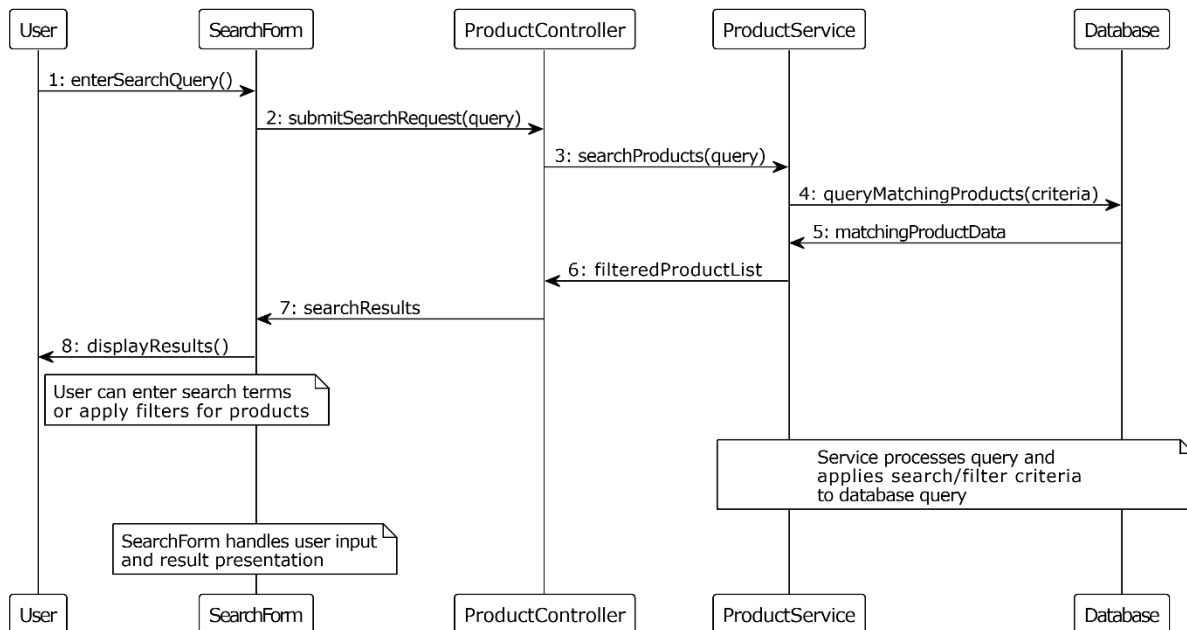 User
SearchForm
ProductController
ProductService
Database
1: enterSearchQuery()
2: submitSearchRequest(query)
3: searchProducts(query)
4: queryMatchingProducts(criteria)
5: matchingProductData
6: filteredProductList
7: searchResults
8: displayResults()
User can enter search terms
or apply filters for products
Service processes query and
applies search/filter criteria
to database query
SearchForm handles user input
and result presentation
User
SearchForm
ProductController
ProductService
Database